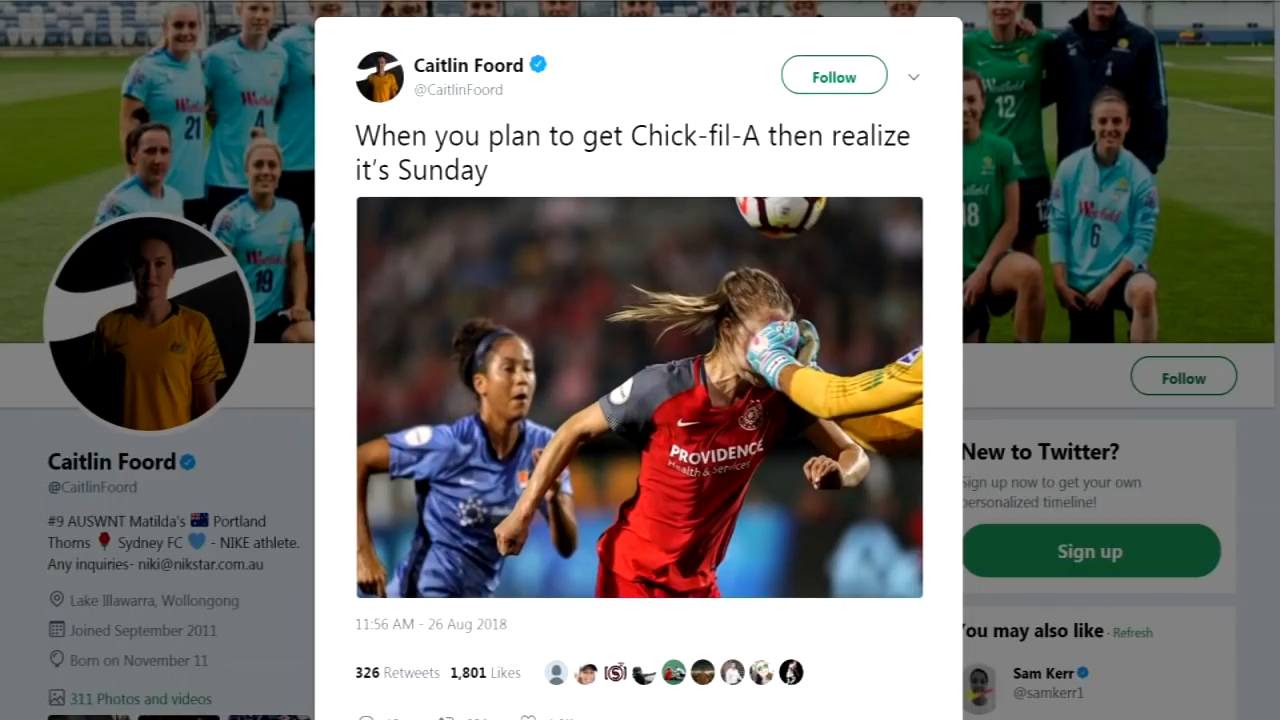 Caitlin Foord
@CaitlinFoord
Follow
When you plan to get Chick-fil-A then realize
it's Sunday
PROVIDENCE
Health & Services
11:56 AM - 26 Aug 2018
326 Retweets 1,801 Likes
21
4
19
12
18
6
Caitlin Foord
@CaitlinFoord
#9 AUSWNT Matilda's 🇦🇺 Portland
Thorns 🌹 Sydney FC 💙 - NIKE athlete.
Any inquiries- niki@nikstar.com.au
Lake Illawarra, Wollongong
Joined September 2011
Born on November 11
311 Photos and videos
Follow
New to Twitter?
Sign up now to get your own
personalized timeline!
Sign up
You may also like · Refresh
Sam Kerr
@samkerr1